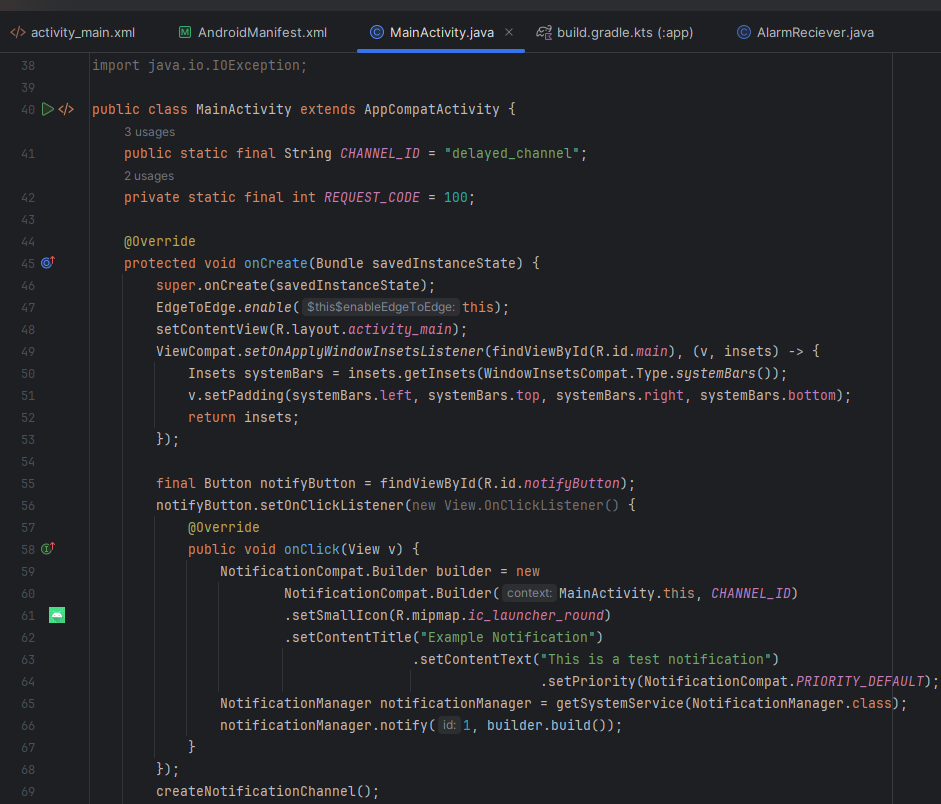 activity_main.xml AndroidManifest.xml MainActivity.java build.gradle.kts (:app) AlarmReciever.java
38 import java.io.IOException;
39
40 public class MainActivity extends AppCompatActivity {
3 usages
41 public static final String CHANNEL_ID = "delayed_channel";
2 usages
42 private static final int REQUEST_CODE = 100;
43
44 @Override
45 protected void onCreate(Bundle savedInstanceState) {
46 super.onCreate(savedInstanceState);
47 EdgeToEdge.enable( $this$enableEdgeToEdge: this);
48 setContentView(R.layout.activity_main);
49 ViewCompat.setOnApplyWindowInsetsListener(findViewById(R.id.main), (v, insets) -> {
50 Insets systemBars = insets.getInsets(WindowInsetsCompat.Type.systemBars());
51 v.setPadding(systemBars.left, systemBars.top, systemBars.right, systemBars.bottom);
52 return insets;
53 });
54
55 final Button notifyButton = findViewById(R.id.notifyButton);
56 notifyButton.setOnClickListener(new View.OnClickListener() {
57 @Override
58 public void onClick(View v) {
59 NotificationCompat.Builder builder = new
60 NotificationCompat.Builder( context: MainActivity.this, CHANNEL_ID)
61 .setSmallIcon(R.mipmap.ic_launcher_round)
62 .setContentTitle("Example Notification")
63 .setContentText("This is a test notification")
64 .setPriority(NotificationCompat.PRIORITY_DEFAULT);
65 NotificationManager notificationManager = getSystemService(NotificationManager.class);
66 notificationManager.notify( id: 1, builder.build());
67 }
68 });
69 createNotificationChannel();